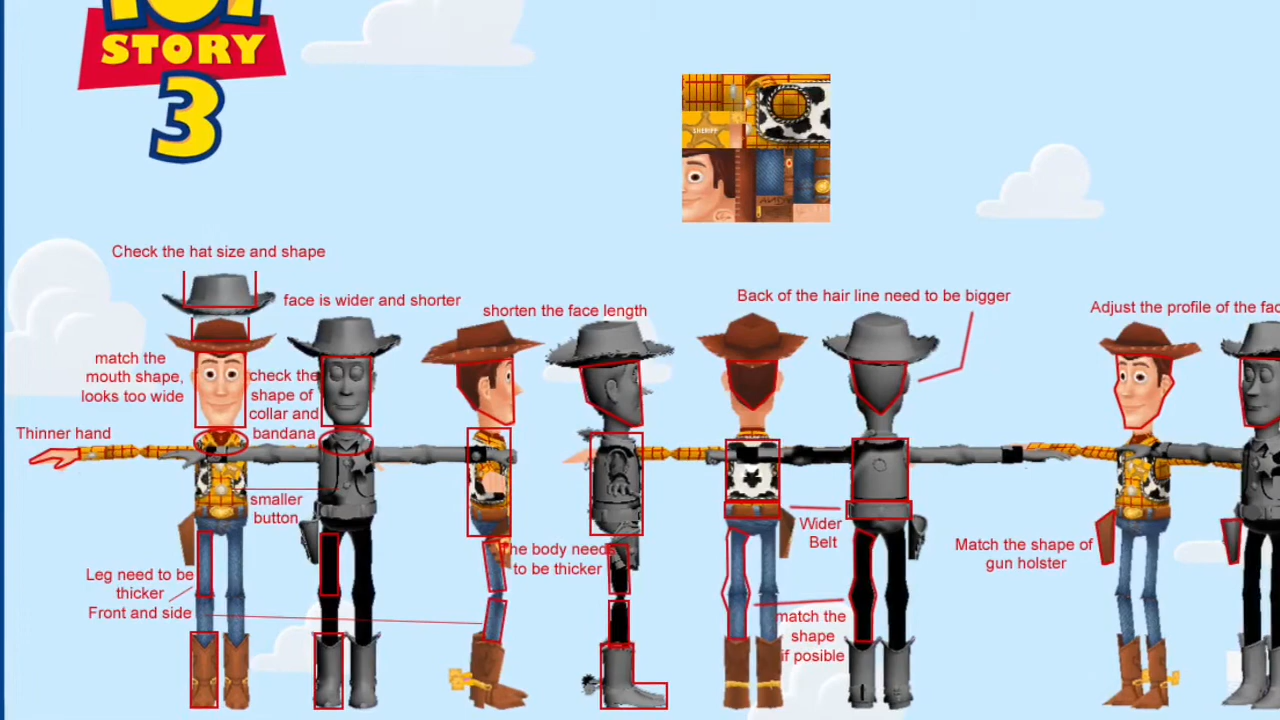 TOY
STORY
3
SHERIFF
Check the hat size and shape
face is wider and shorter
shorten the face length
Back of the hair line need to be bigger
Adjust the profile of the fac
match the
mouth shape,
looks too wide
check the
shape of
collar and
bandana
Thinner hand
smaller
button
Wider
Belt
The body needs
to be thicker
Match the shape of
gun holster
Leg need to be
thicker
Front and side
match the
shape
if posible